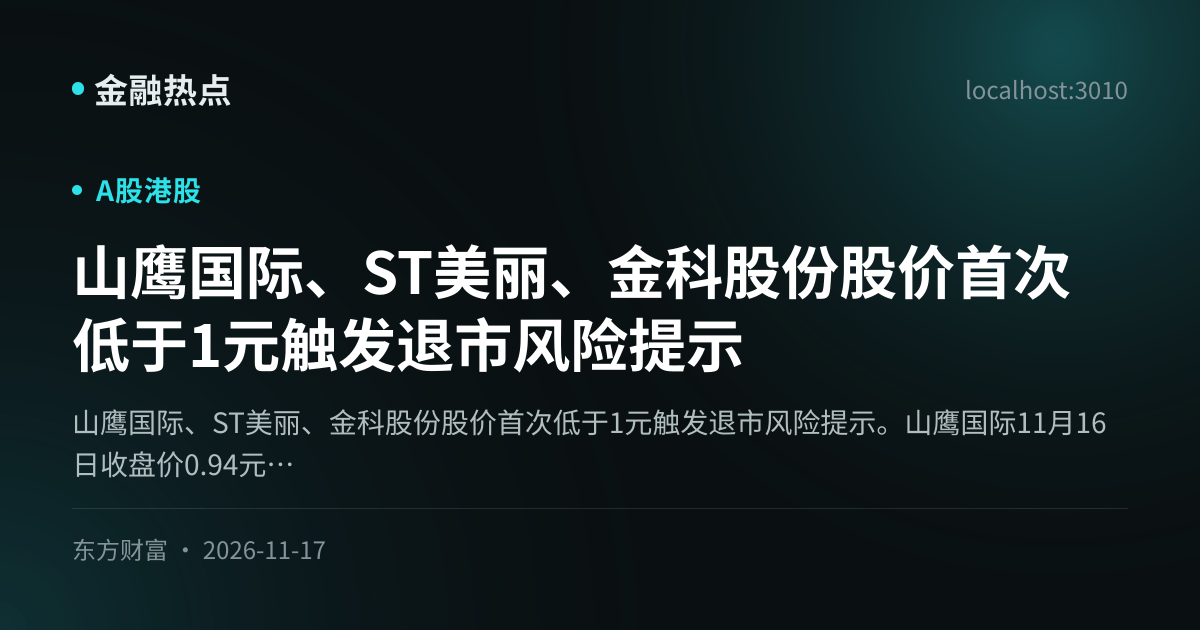 金融热点
localhost:3010
A股港股
山鹰国际、ST美丽、金科股份股价首次
低于1元触发退市风险提示
山鹰国际、ST美丽、金科股份股价首次低于1元触发退市风险提示。山鹰国际11月16
日收盘价0.94元…
东方财富 · 2026-11-17